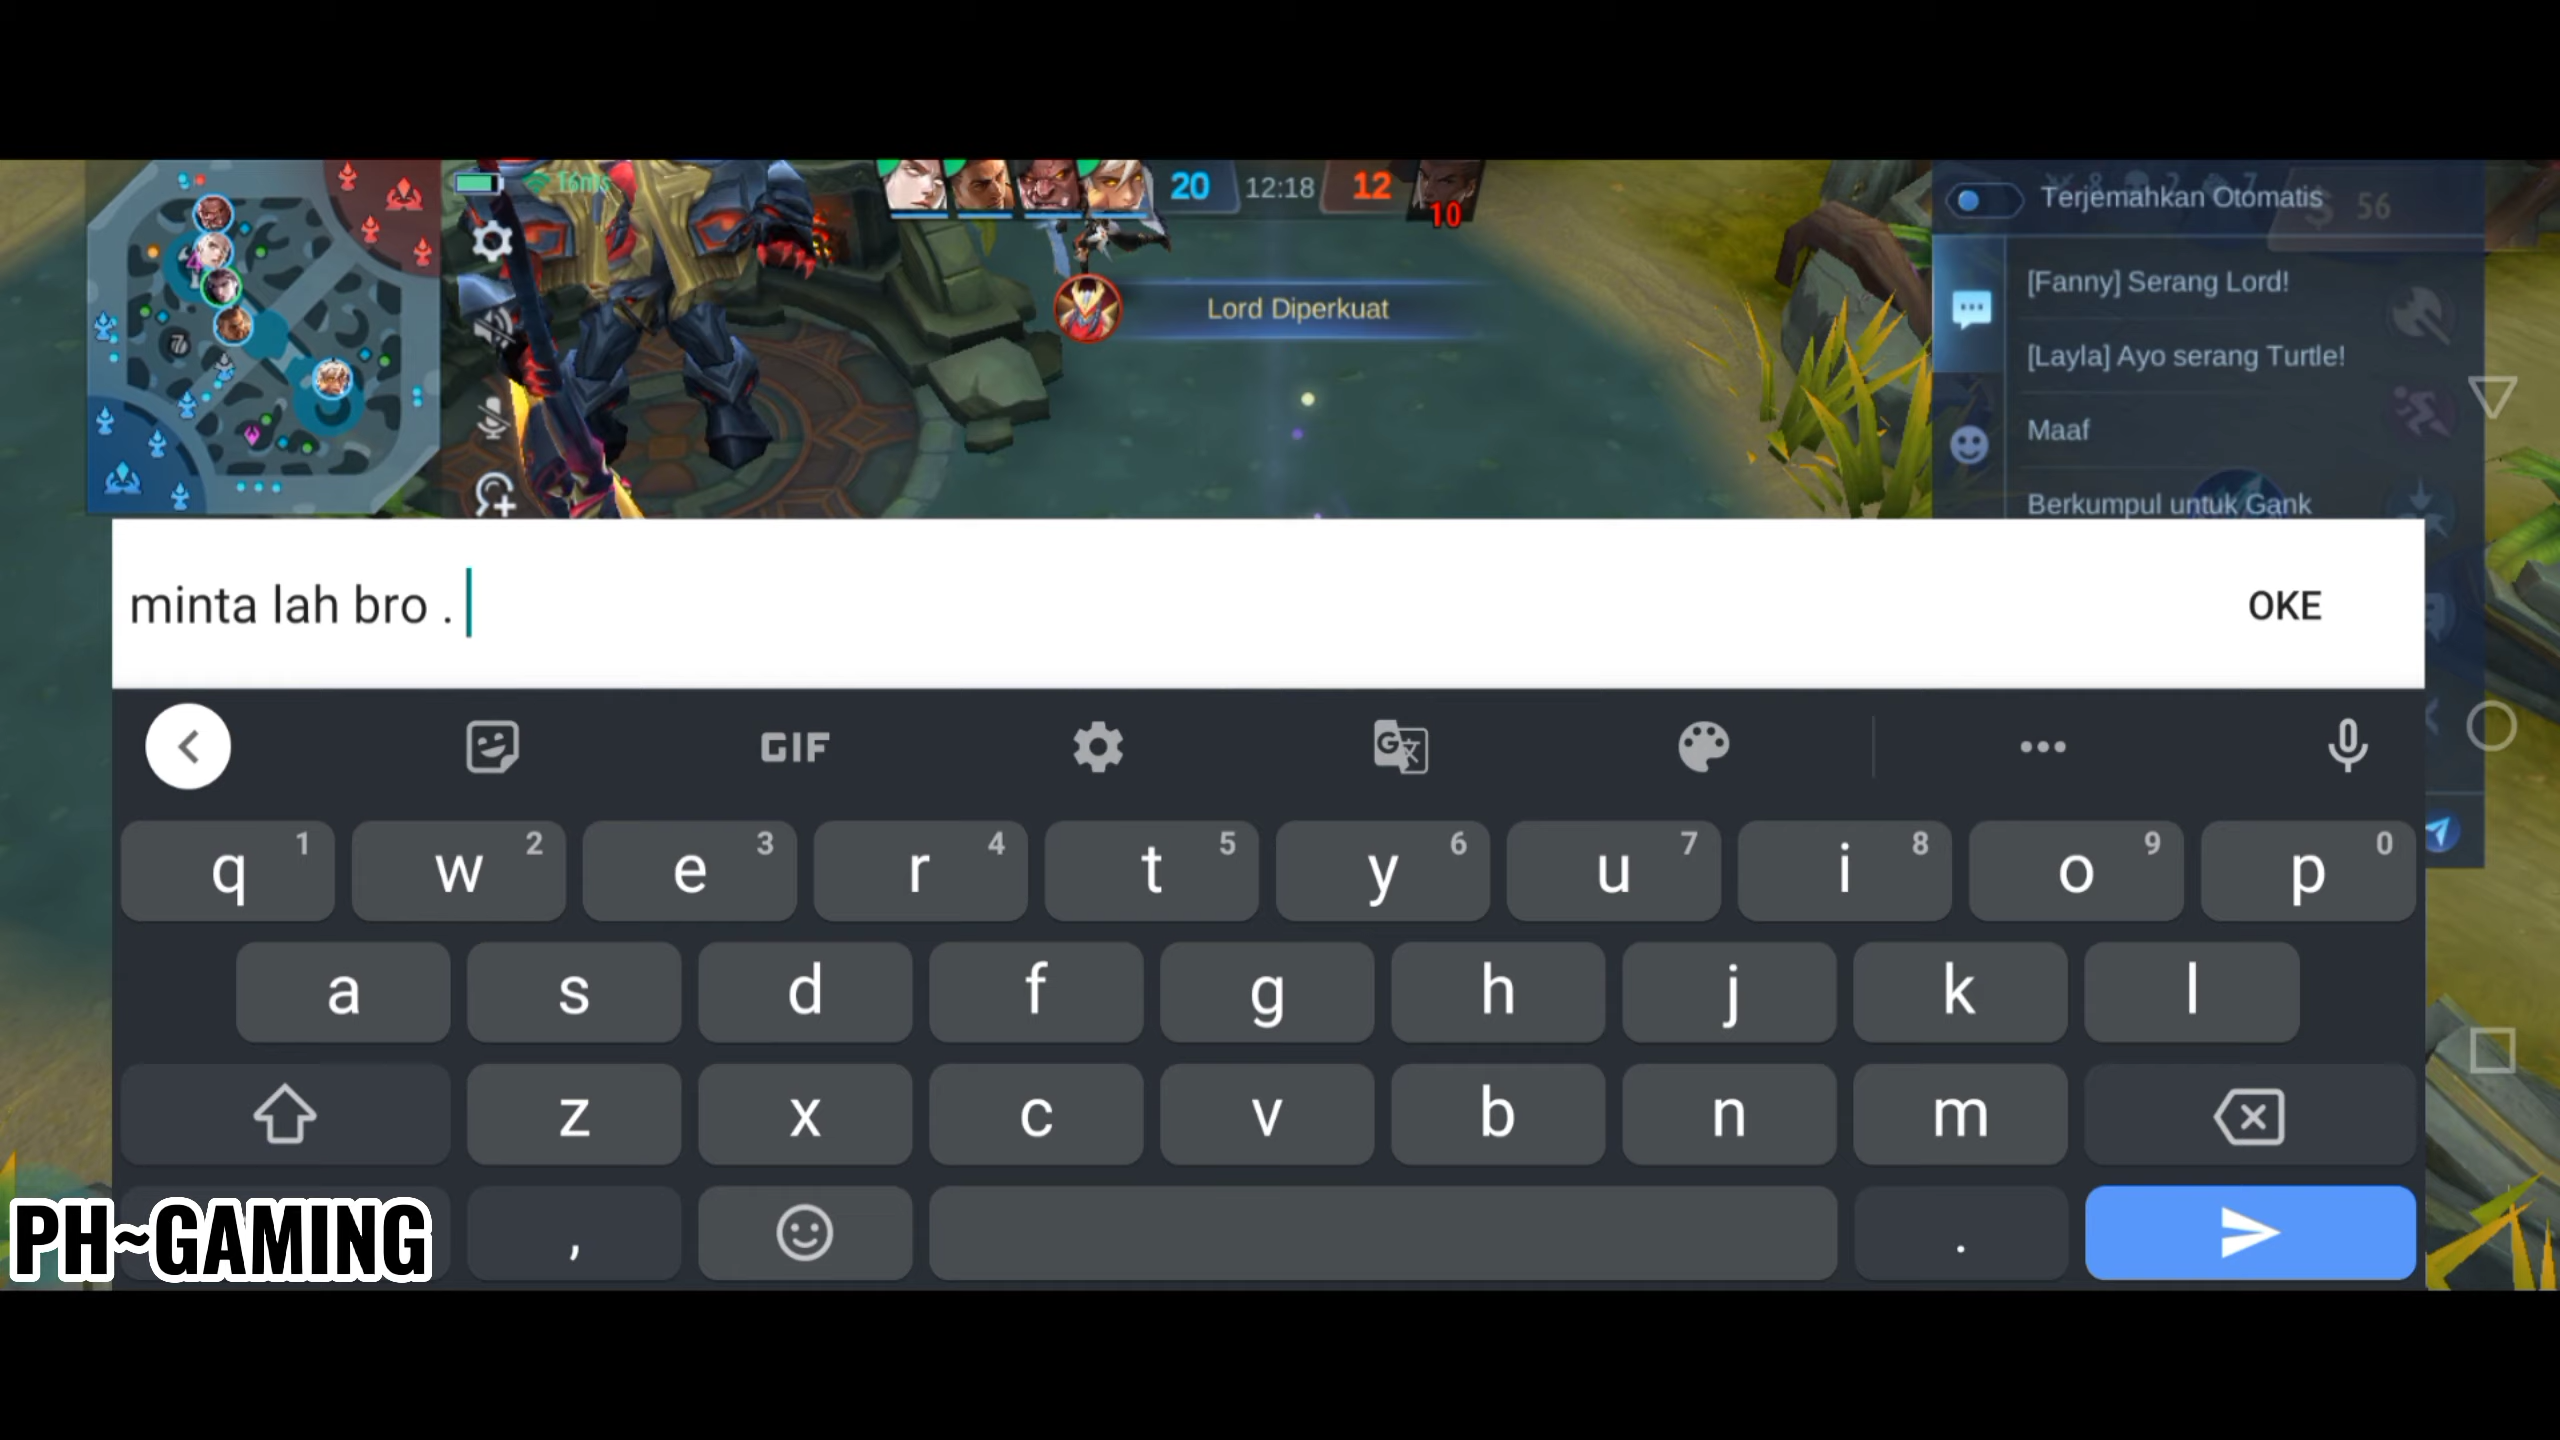 16ms
20 12:18 12
10
Terjemahkan Otomatis
56
[Fanny] Serang Lord!
Lord Diperkuat
[Layla] Ayo serang Turtle!
Maaf
Berkumpul untuk Gank
minta lah bro .
OKE
GIF
q 1 w 2 e 3 r 4 t 5 y 6 u 7 i 8 o 9 p 0
a s d f g h j k l
z x c v b n m
, .
PH~GAMING